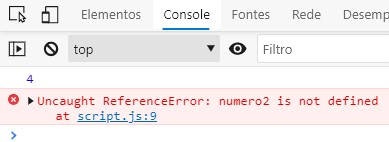 Elementos Console Fontes Rede Desemp
top Filtro
4
Uncaught ReferenceError: numero2 is not defined
at script.js:9